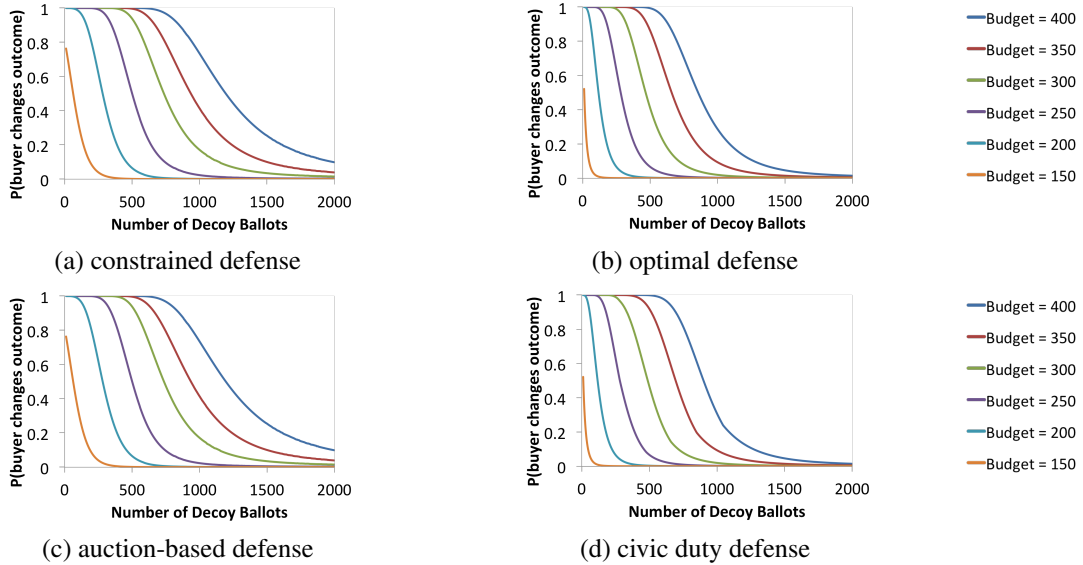 P(buyer changes outcome)
1
0.8
0.6
0.4
0.2
0
0 500 1000 1500 2000
Number of Decoy Ballots
(a) constrained defense
P(buyer changes outcome)
1
0.8
0.6
0.4
0.2
0
0 500 1000 1500 2000
Number of Decoy Ballots
(b) optimal defense
Budget = 400
Budget = 350
Budget = 300
Budget = 250
Budget = 200
Budget = 150
P(buyer changes outcome)
1
0.8
0.6
0.4
0.2
0
0 500 1000 1500 2000
Number of Decoy Ballots
(c) auction-based defense
P(buyer changes outcome)
1
0.8
0.6
0.4
0.2
0
0 500 1000 1500 2000
Number of Decoy Ballots
(d) civic duty defense
Budget = 400
Budget = 350
Budget = 300
Budget = 250
Budget = 200
Budget = 150